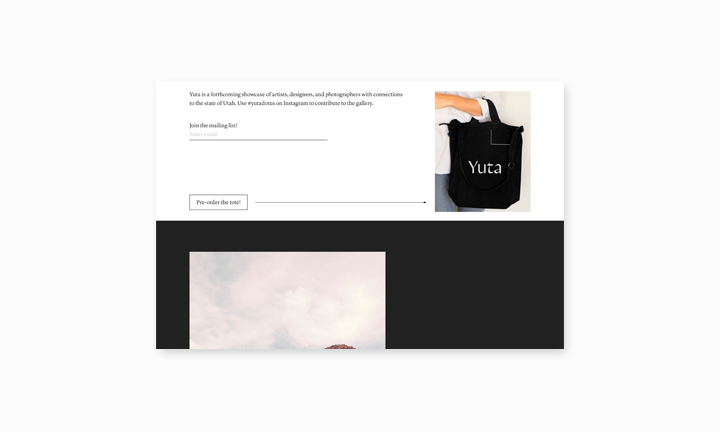 Yuta is a forthcoming showcase of artists, designers, and photographers with connections
to the state of Utah. Use #yutadotus on Instagram to contribute to the gallery.
Join the mailing list!
Enter email
Pre-order the tote!
Yuta